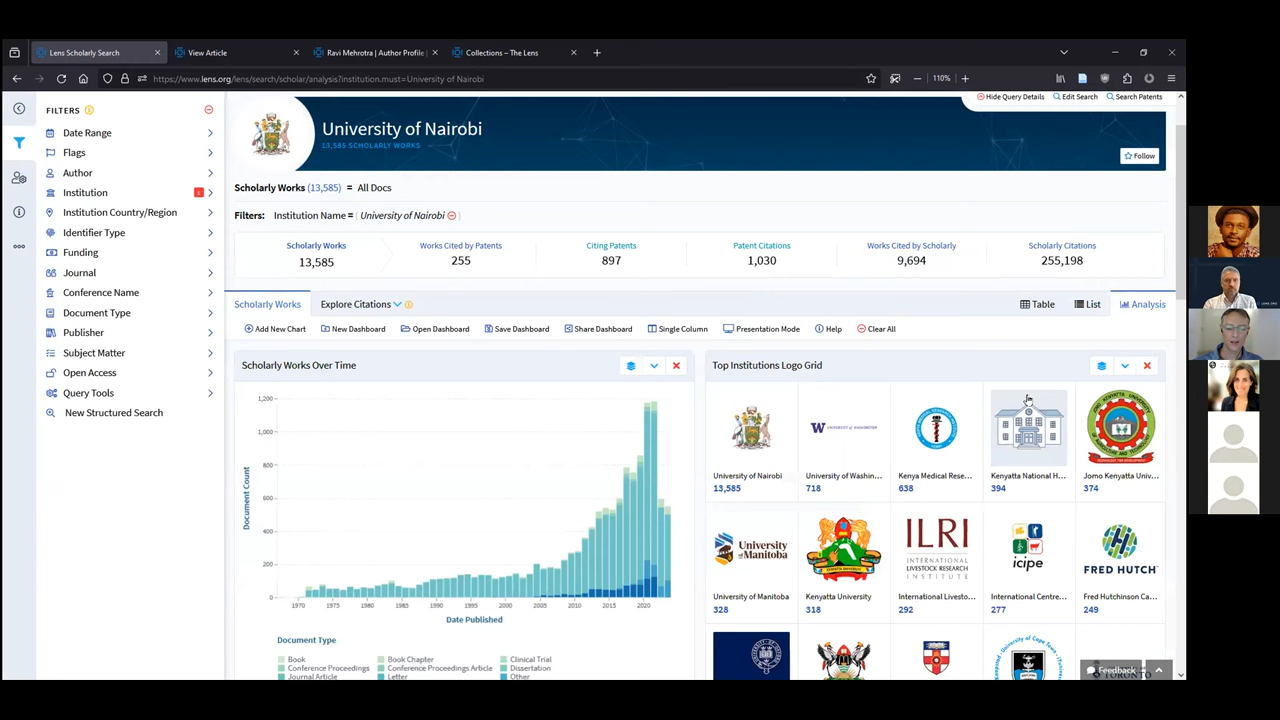 Lens Scholarly Search
View Article
Ravi Mehrotra | Author Profile |
Collections – The Lens
https://www.lens.org/lens/search/scholar/analysis?institution.must=University of Nairobi
110%
FILTERS
Date Range
Flags
Author
Institution
1
Institution Country/Region
Identifier Type
Funding
Journal
Conference Name
Document Type
Publisher
Subject Matter
Open Access
Query Tools
New Structured Search
Hide Query Details
Edit Search
Search Patents
University of Nairobi
13,585 SCHOLARLY WORKS
Follow
Scholarly Works (13,585) = All Docs
Filters: Institution Name = ( University of Nairobi )
Scholarly Works
Works Cited by Patents
Citing Patents
Patent Citations
Works Cited by Scholarly
Scholarly Citations
13,585
255
897
1,030
9,694
255,198
Scholarly Works
Explore Citations
Table
List
Analysis
Add New Chart
New Dashboard
Open Dashboard
Save Dashboard
Share Dashboard
Single Column
Presentation Mode
Help
Clear All
Scholarly Works Over Time
1,200
1,000
800
600
400
200
0
Document Count
1970
1975
1980
1985
1990
1995
2000
2005
2010
2015
2020
Date Published
Document Type
Book
Book Chapter
Clinical Trial
Conference Proceedings
Conference Proceedings Article
Dissertation
Journal Article
Letter
Other
Top Institutions Logo Grid
UNIVERSITY of WASHINGTON
University of Nairobi
University of Washin...
Kenya Medical Rese...
Kenyatta National H...
Jomo Kenyatta Univ...
13,585
718
638
394
374
University of Manitoba
ILRI
INTERNATIONAL
LIVESTOCK RESEARCH
INSTITUTE
icipe
FRED HUTCH
University of Manitoba
Kenyatta University
International Livesto...
International Centre...
Fred Hutchinson Ca...
328
318
292
277
249
Feedback